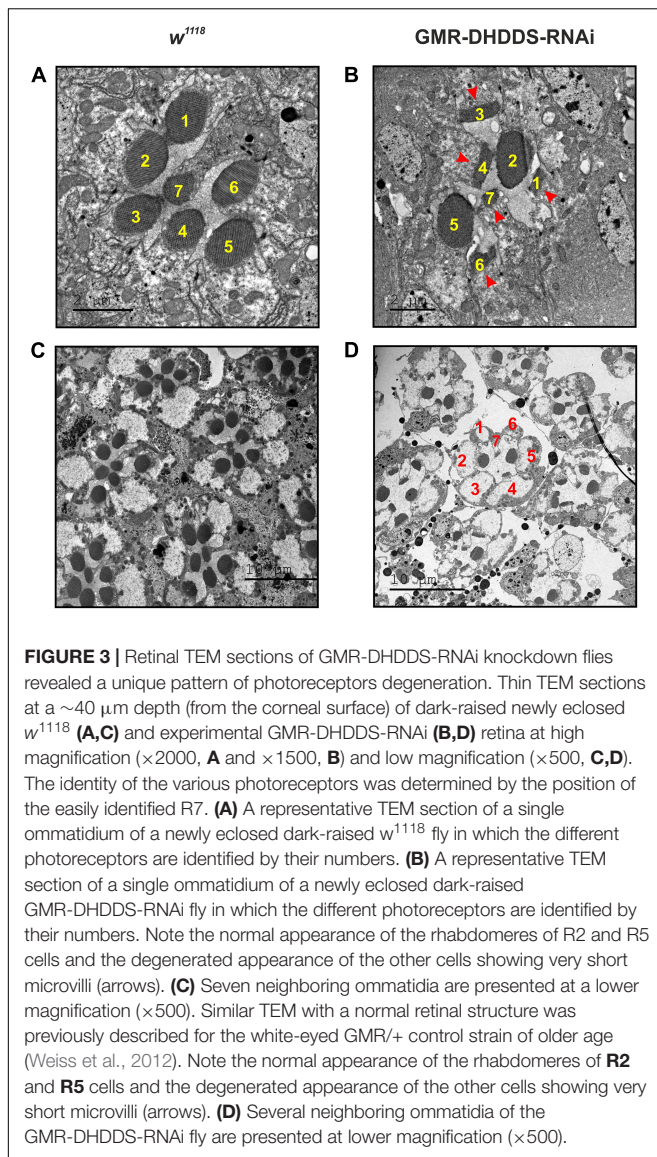 w1118
GMR-DHDDS-RNAi
A
1
2
7
6
3
4
5
2 µm
B
3
4
2
7
1
5
6
2 µm
C
10 µm
D
1
6
7
2
5
3
4
10 µm
FIGURE 3 | Retinal TEM sections of GMR-DHDDS-RNAi knockdown flies
revealed a unique pattern of photoreceptors degeneration. Thin TEM sections
at a ~40 µm depth (from the corneal surface) of dark-raised newly eclosed
w1118 (A,C) and experimental GMR-DHDDS-RNAi (B,D) retina at high
magnification (×2000, A and ×1500, B) and low magnification (×500, C,D).
The identity of the various photoreceptors was determined by the position of
the easily identified R7. (A) A representative TEM section of a single
ommatidium of a newly eclosed dark-raised w1118 fly in which the different
photoreceptors are identified by their numbers. (B) A representative TEM
section of a single ommatidium of a newly eclosed dark-raised
GMR-DHDDS-RNAi fly in which the different photoreceptors are identified by
their numbers. Note the normal appearance of the rhabdomeres of R2 and R5
cells and the degenerated appearance of the other cells showing very short
microvilli (arrows). (C) Seven neighboring ommatidia are presented at a lower
magnification (×500). Similar TEM with a normal retinal structure was
previously described for the white-eyed GMR/+ control strain of older age
(Weiss et al., 2012). Note the normal appearance of the rhabdomeres of R2
and R5 cells and the degenerated appearance of the other cells showing very
short microvilli (arrows). (D) Several neighboring ommatidia of the
GMR-DHDDS-RNAi fly are presented at lower magnification (×500).